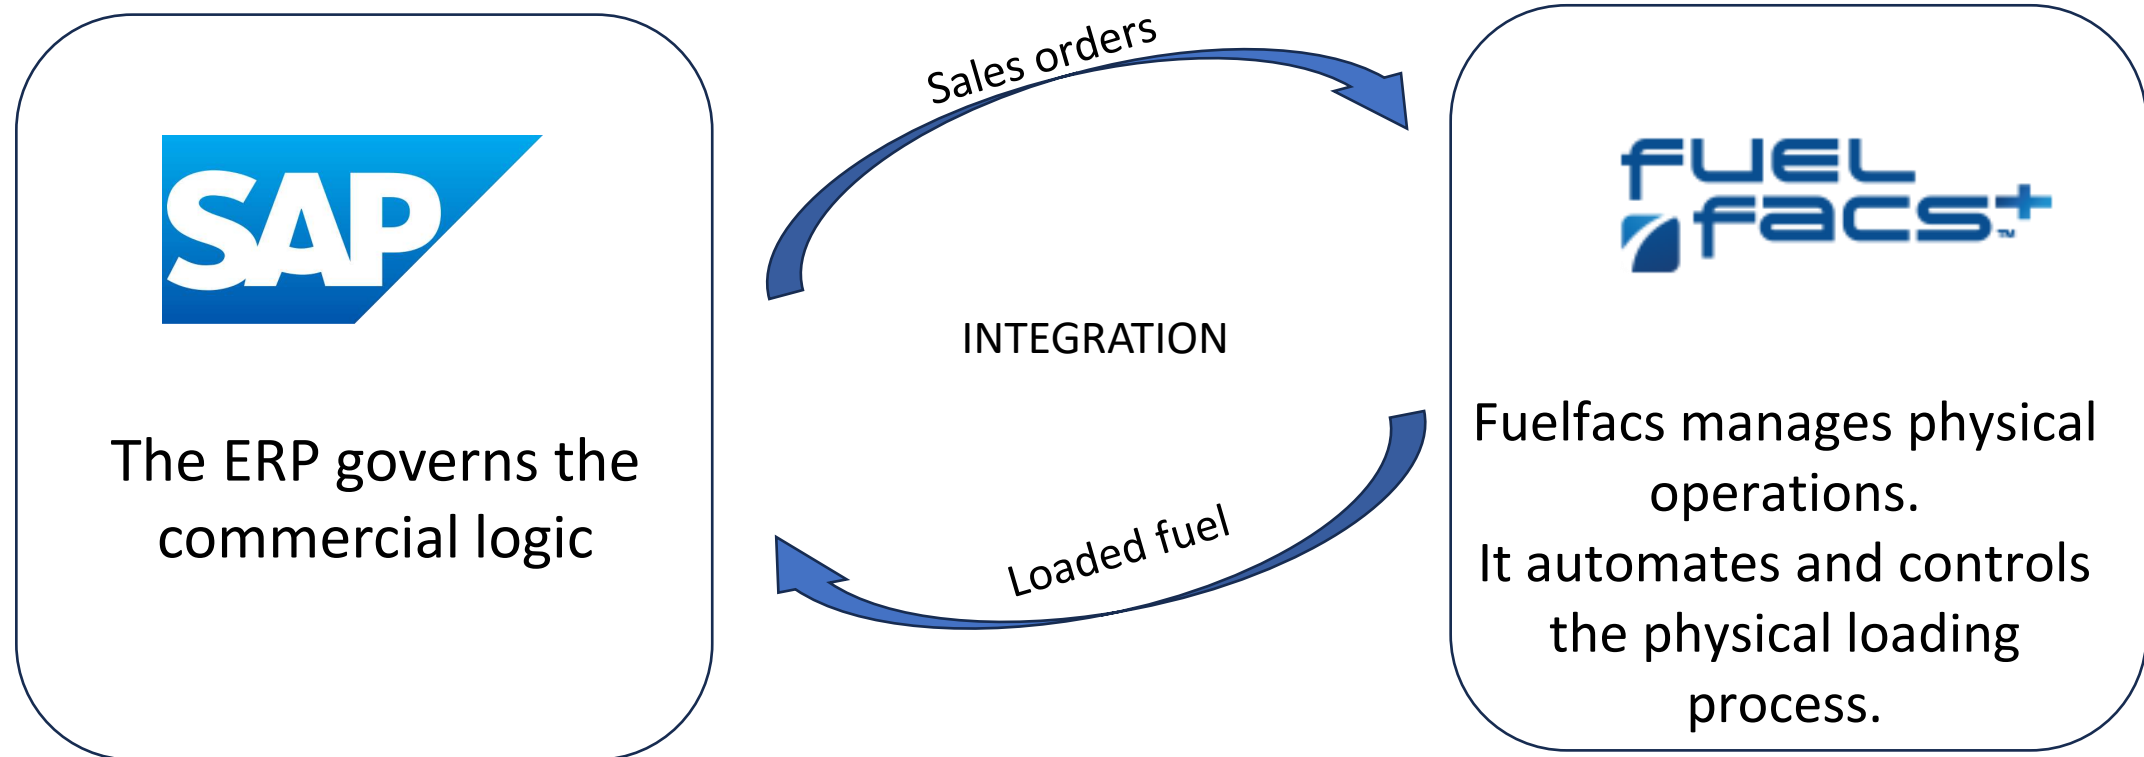 SAP
The ERP governs the
commercial logic
Sales orders
INTEGRATION
Loaded fuel
FUEL
FACS+™
Fuelfacs manages physical
operations.
It automates and controls
the physical loading
process.